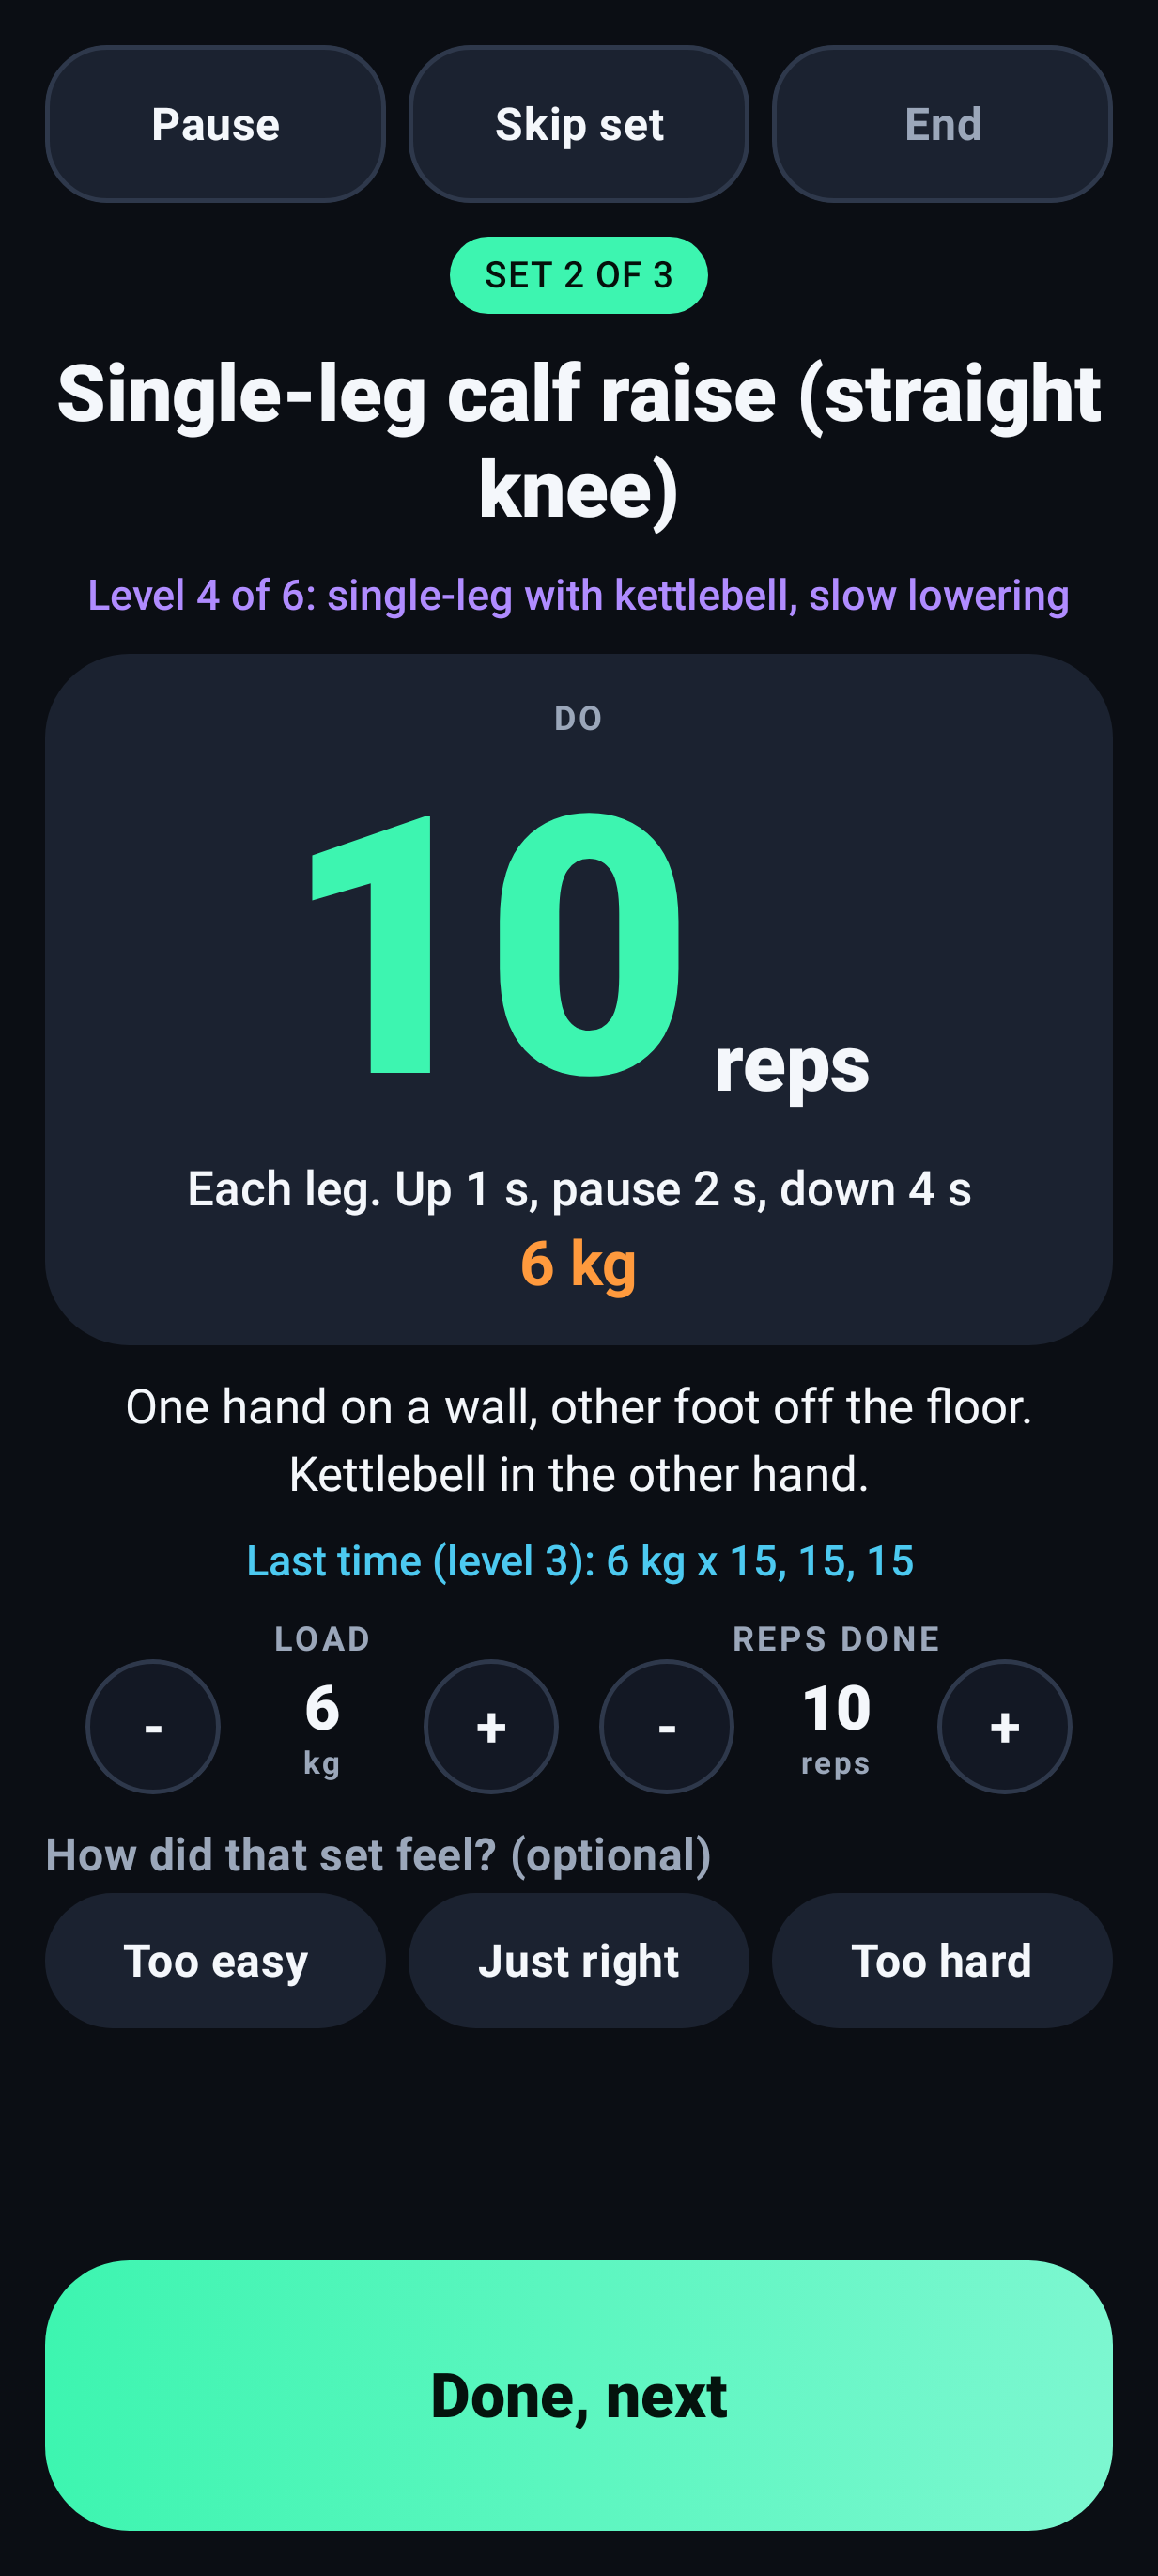 Pause
Skip set
End
SET 2 OF 3
Single-leg calf raise (straight
knee)
Level 4 of 6: single-leg with kettlebell, slow lowering
DO
10 reps
Each leg. Up 1 s, pause 2 s, down 4 s
6 kg
One hand on a wall, other foot off the floor.
Kettlebell in the other hand.
Last time (level 3): 6 kg x 15, 15, 15
LOAD
- 6 kg +
REPS DONE
- 10 reps +
How did that set feel? (optional)
Too easy
Just right
Too hard
Done, next